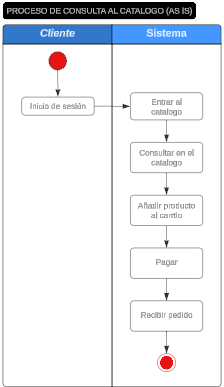 PROCESO DE CONSULTA AL CATALOGO (AS IS)
Cliente
Sistema
Inicio de sesión
Entrar al
catalogo
Consultar en el
catalogo
Añadir producto
al carrito
Pagar
Recibir pedido